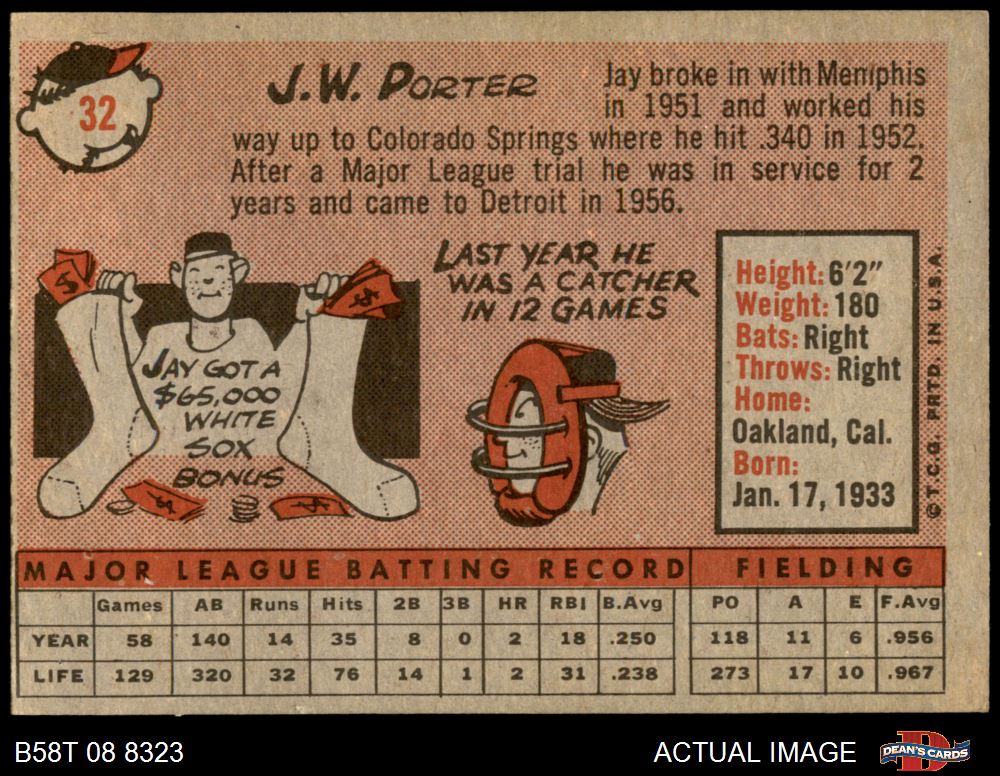 32
J.W. PORTER
Jay broke in with Memphis
in 1951 and worked his
way up to Colorado Springs where he hit .340 in 1952.
After a Major League trial he was in service for 2
years and came to Detroit in 1956.
JAY GOT A
$65,000
WHITE
SOX
BONUS
$
$
$
$
LAST YEAR HE
WAS A CATCHER
IN 12 GAMES
Height: 6'2"
Weight: 180
Bats: Right
Throws: Right
Home:
Oakland, Cal.
Born:
Jan. 17, 1933
©T.C.G. PRTD. IN U.S.A.
MAJOR LEAGUE BATTING RECORD FIELDING
Games AB Runs Hits 2B 3B HR RBI B.Avg PO A E F.Avg
YEAR 58 140 14 35 8 0 2 18 .250 118 11 6 .956
LIFE 129 320 32 76 14 1 2 31 .238 273 17 10 .967
B58T 08 8323
ACTUAL IMAGE
D
DEAN'S CARDS